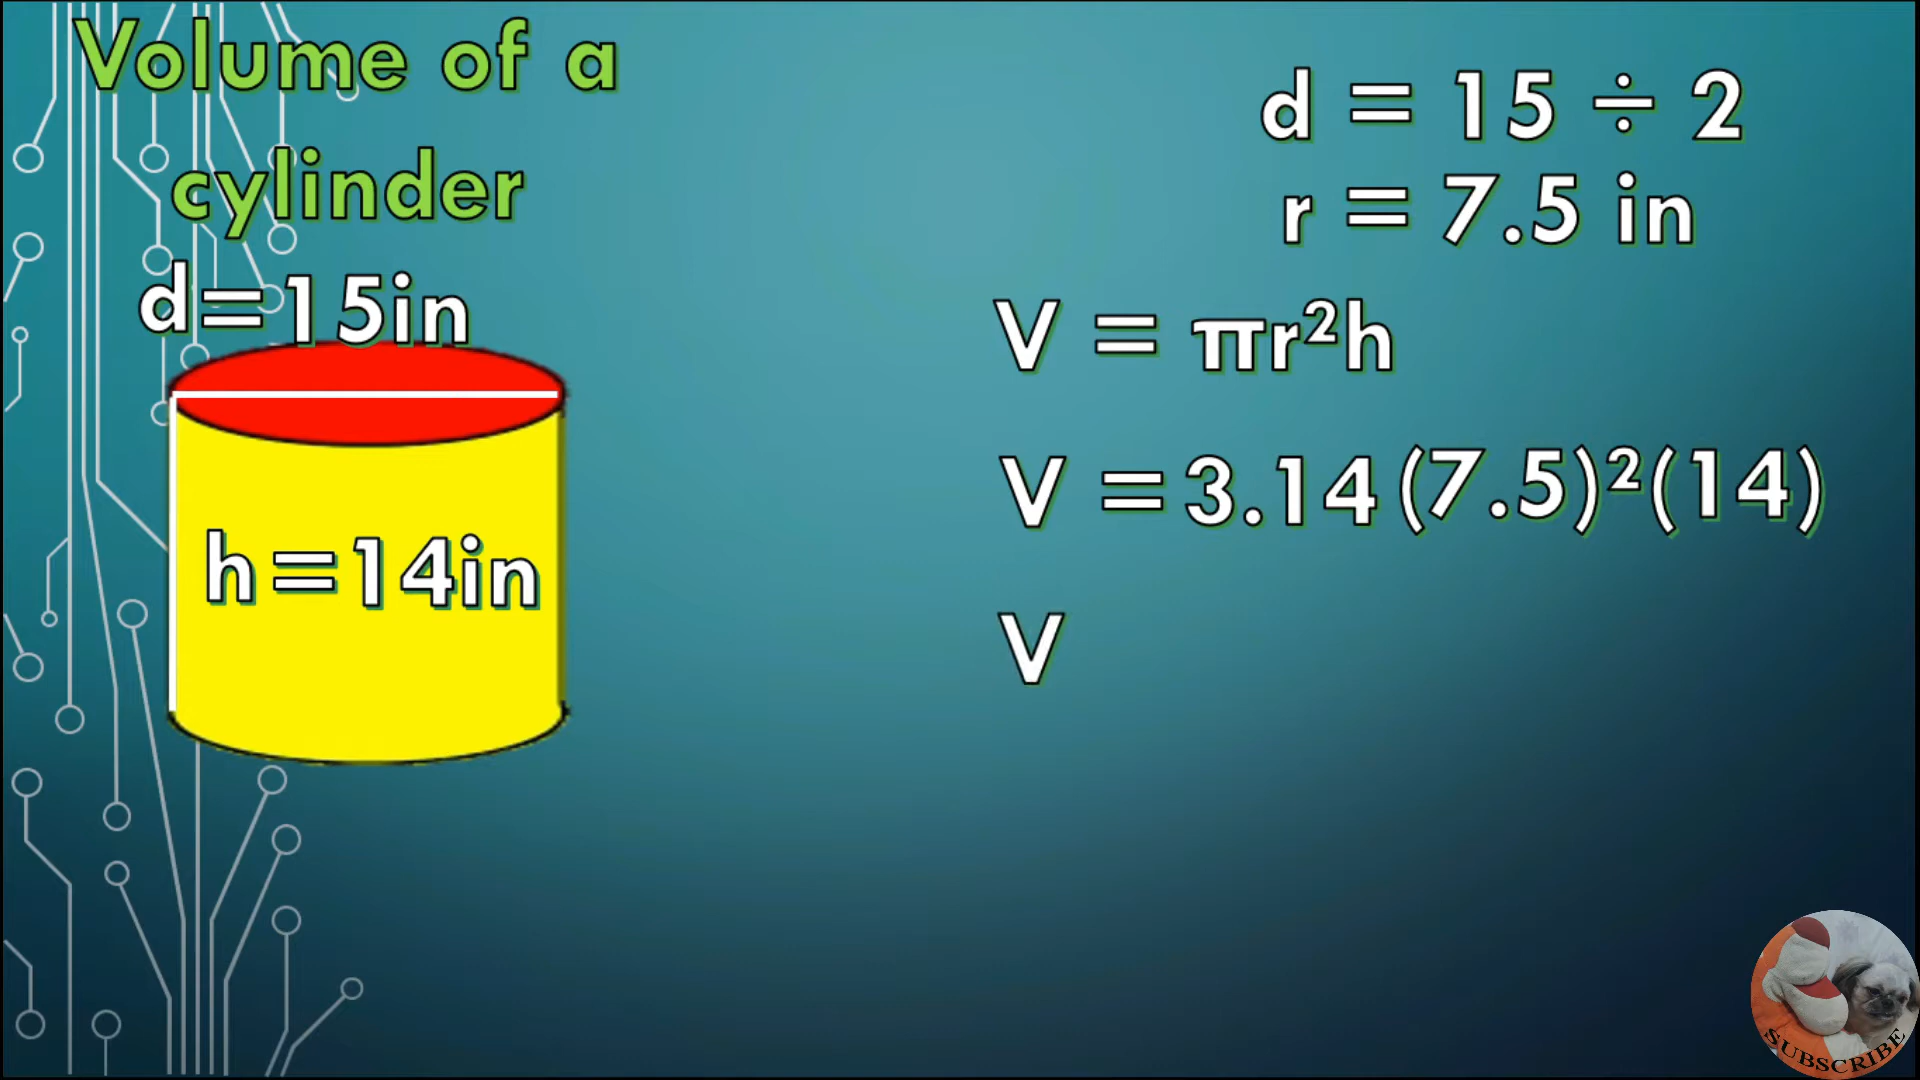 Volume of a
cylinder
d=15in
h=14in
d = 15 ÷ 2
r = 7.5 in
V = πr²h
V = 3.14(7.5)²(14)
V
SUBSCRIBE